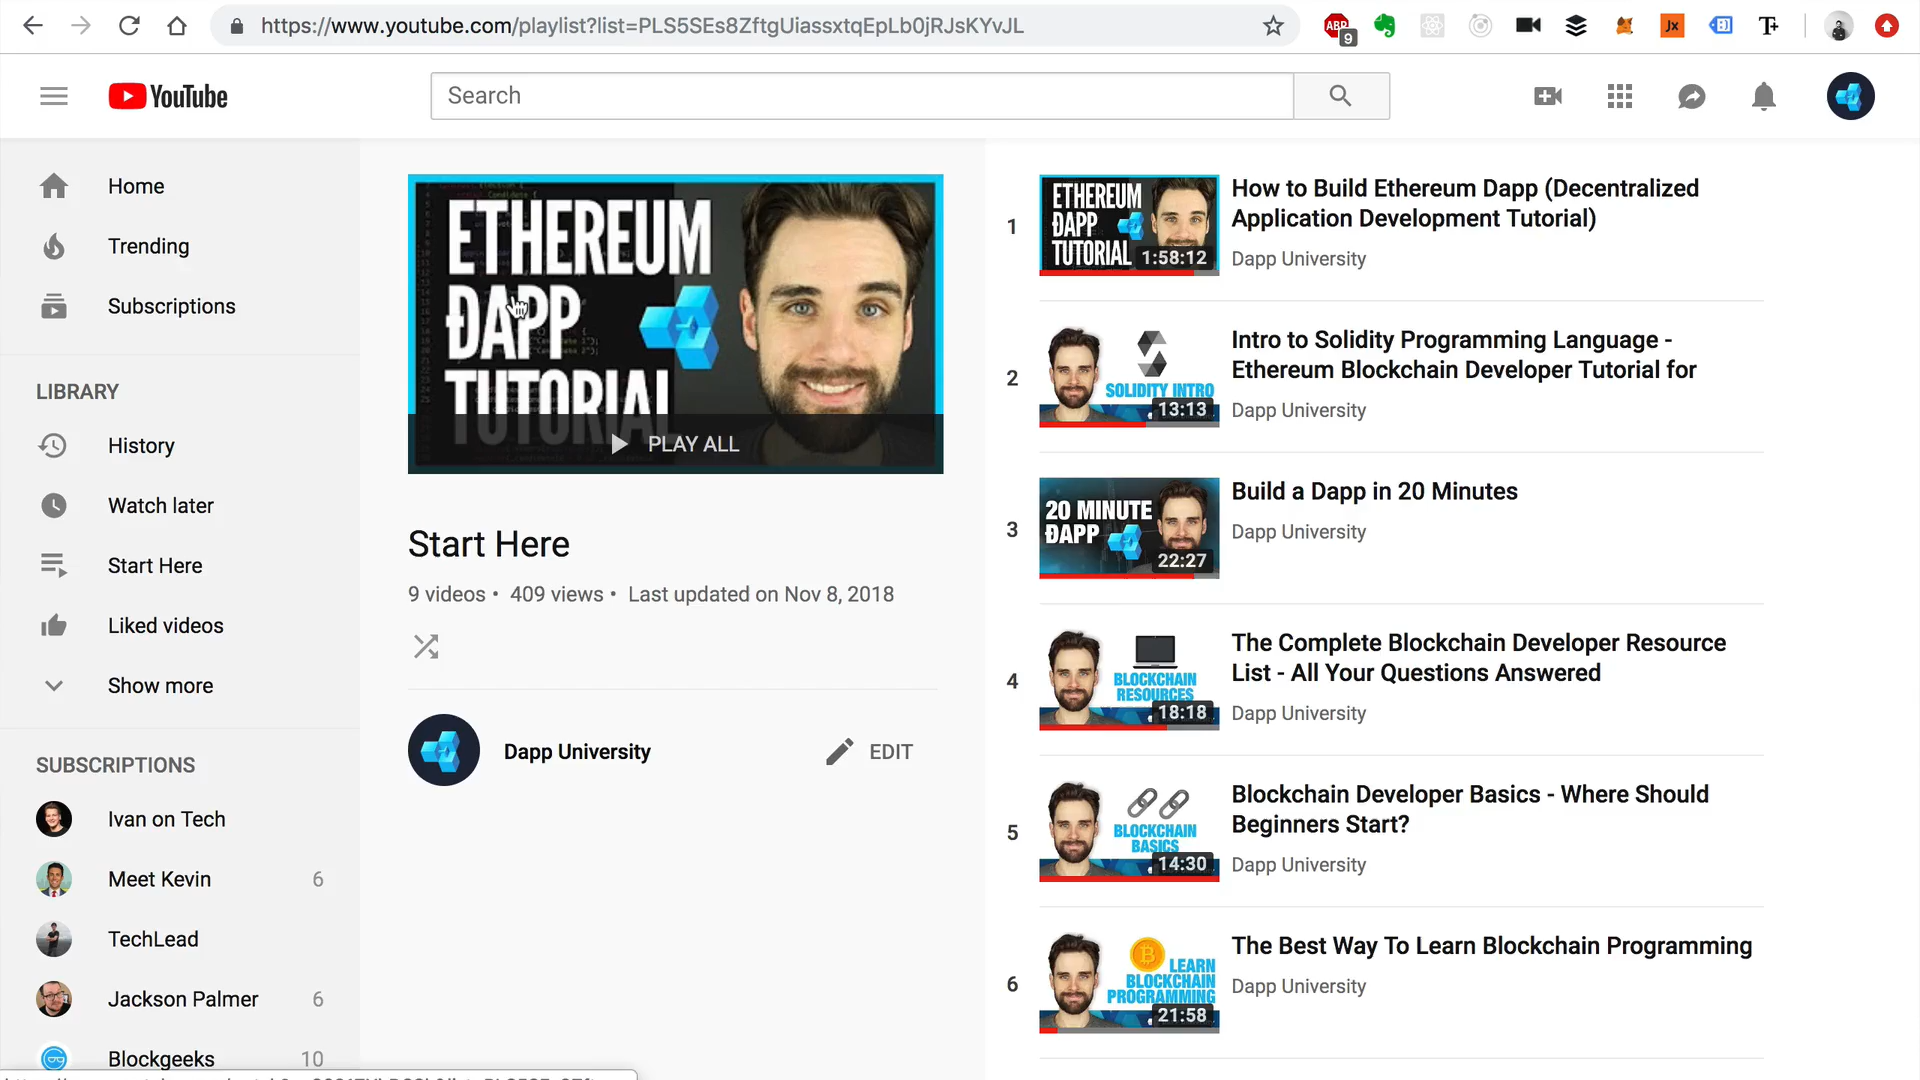 https://www.youtube.com/playlist?list=PLS5SEs8ZftgUiassxtqEpLb0jRJsKYvJL
ABP
9
Jx
YouTube
Search
Home
Trending
Subscriptions
LIBRARY
History
Watch later
Start Here
Liked videos
Show more
SUBSCRIPTIONS
Ivan on Tech
Meet Kevin 6
TechLead
Jackson Palmer 6
Blockgeeks 10
ETHEREUM
ĐAPP
TUTORIAL
PLAY ALL
Start Here
9 videos • 409 views • Last updated on Nov 8, 2018
Dapp University
EDIT
1
ETHEREUM
ĐAPP
TUTORIAL
1:58:12
How to Build Ethereum Dapp (Decentralized
Application Development Tutorial)
Dapp University
2
SOLIDITY INTRO
13:13
Intro to Solidity Programming Language -
Ethereum Blockchain Developer Tutorial for
Dapp University
3
20 MINUTE
ĐAPP
22:27
Build a Dapp in 20 Minutes
Dapp University
4
BLOCKCHAIN
RESOURCES
18:18
The Complete Blockchain Developer Resource
List - All Your Questions Answered
Dapp University
5
BLOCKCHAIN
BASICS
14:30
Blockchain Developer Basics - Where Should
Beginners Start?
Dapp University
6
LEARN
BLOCKCHAIN
PROGRAMMING
21:58
The Best Way To Learn Blockchain Programming
Dapp University